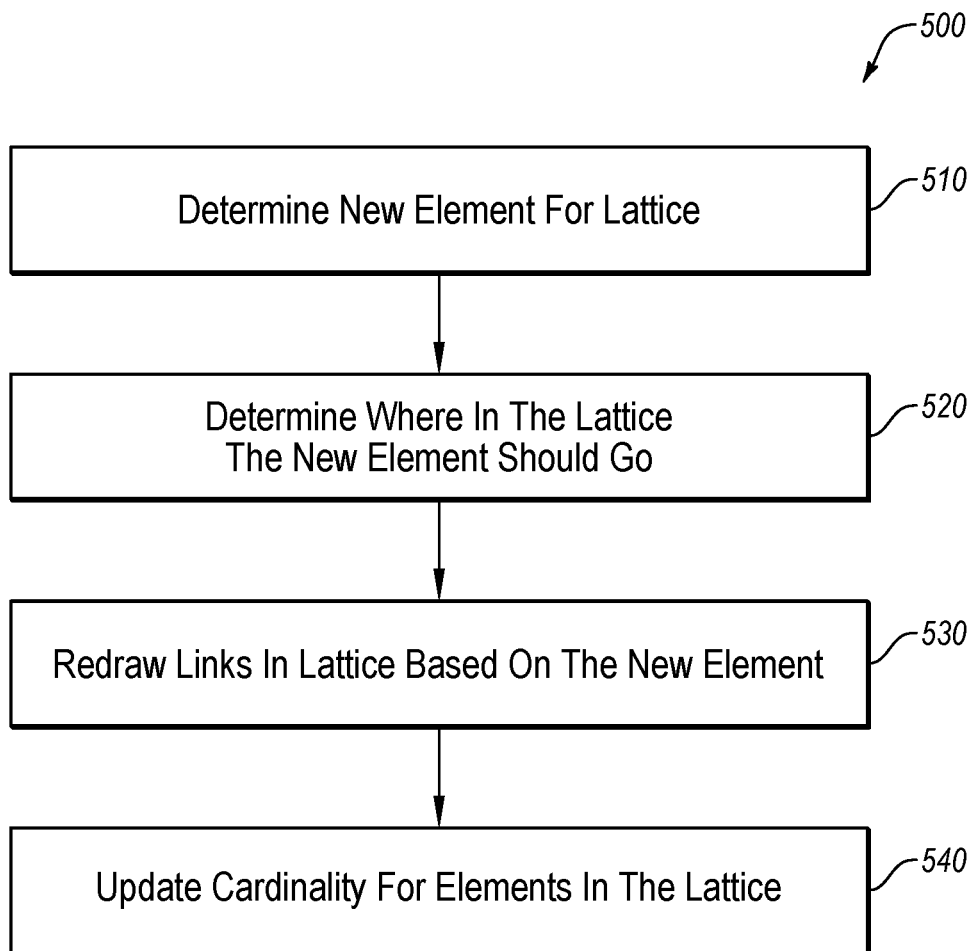 500
Determine New Element For Lattice
510
Determine Where In The Lattice
The New Element Should Go
520
Redraw Links In Lattice Based On The New Element
530
Update Cardinality For Elements In The Lattice
540